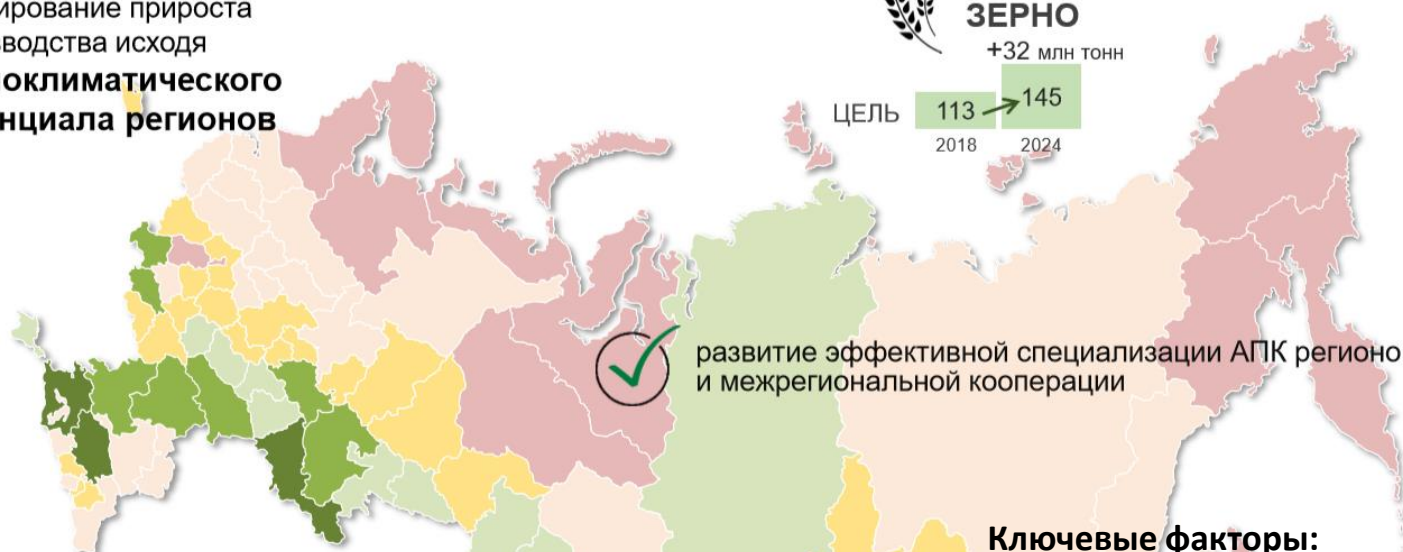 ирование прироста
водства исходя
оклиматического
нциала регионов
ЗЕРНО
+32 млн тонн
ЦЕЛЬ 113 145
2018 2024
развитие эффективной специализации АПК регионо
и межрегиональной кооперации
Ключевые факторы: